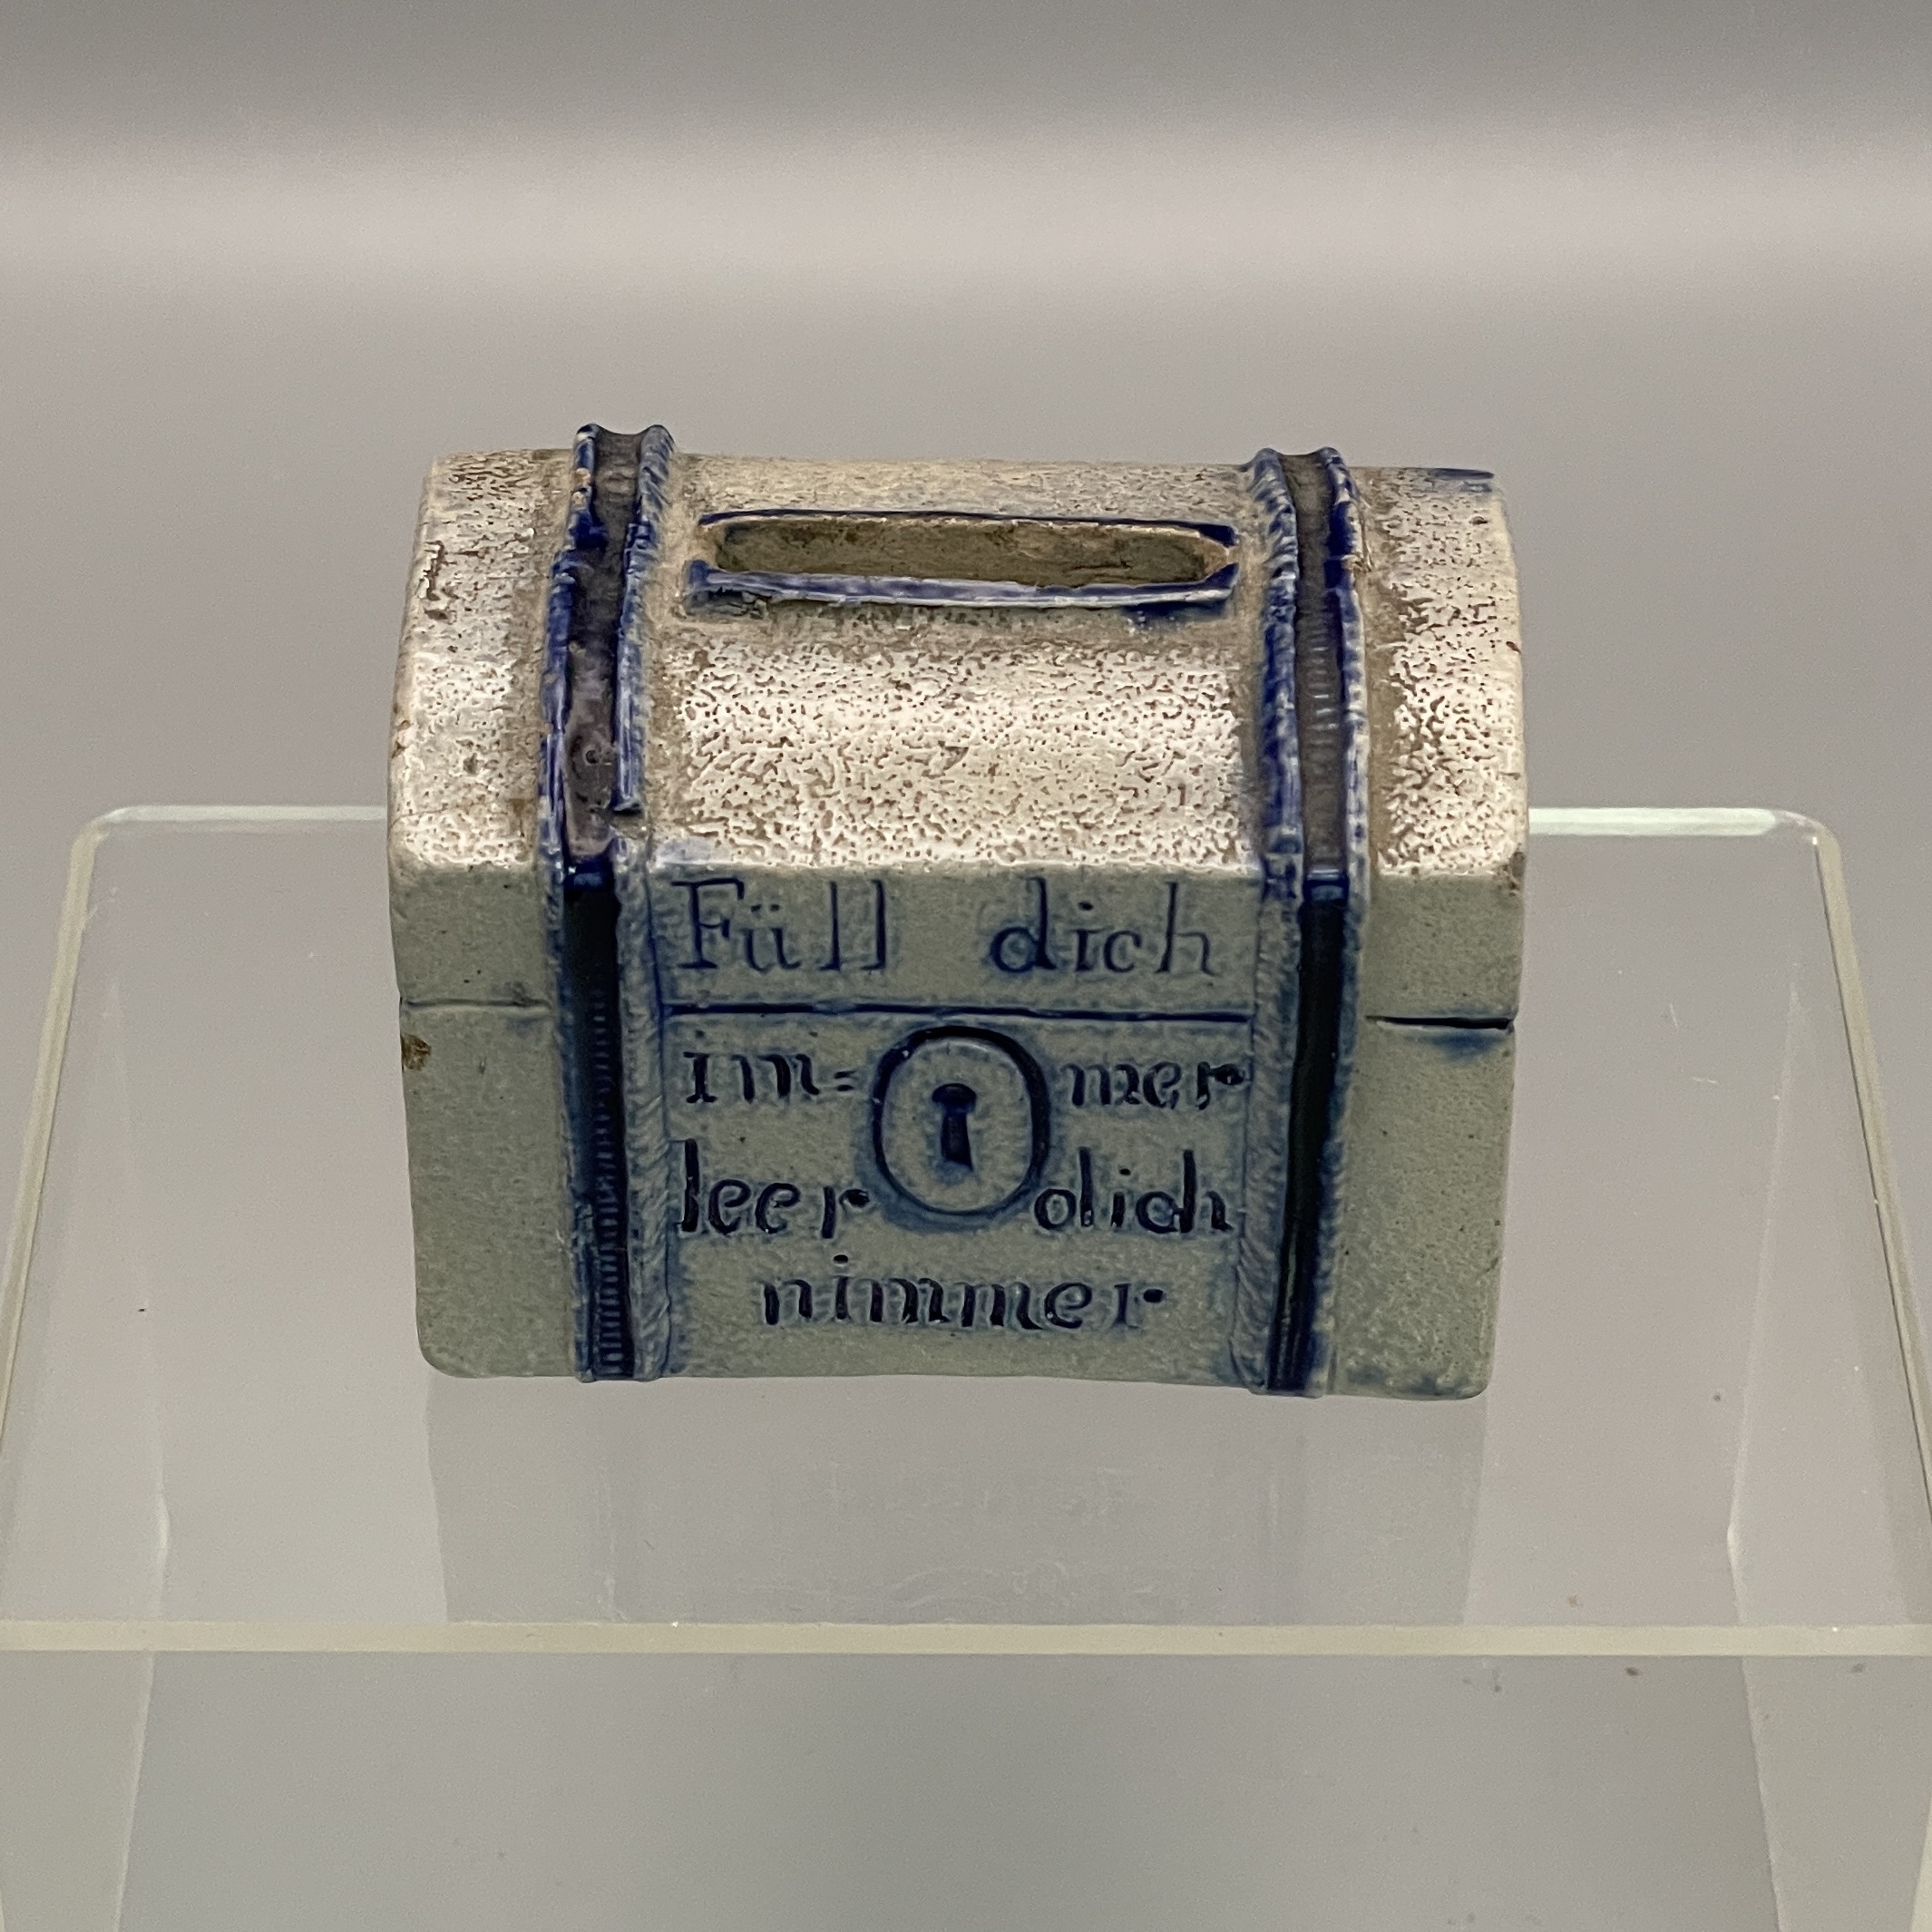 Füll dich
im= mer
leer dich
nimmer